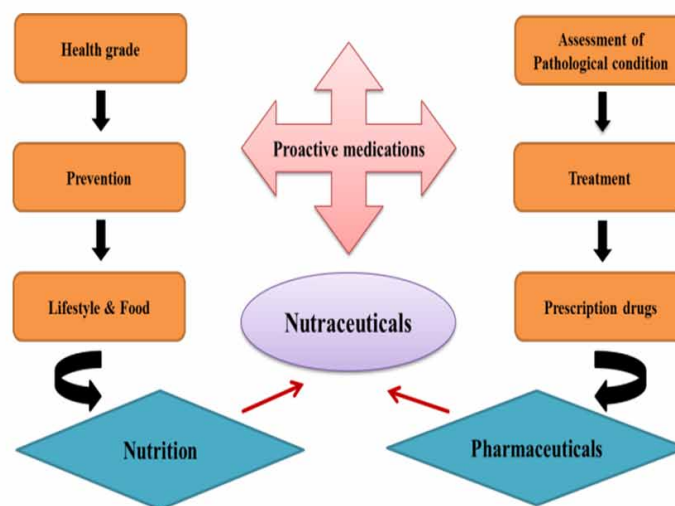 Health grade
Prevention
Lifestyle & Food
Nutrition
Proactive medications
Nutraceuticals
Assessment of
Pathological condition
Treatment
Prescription drugs
Pharmaceuticals